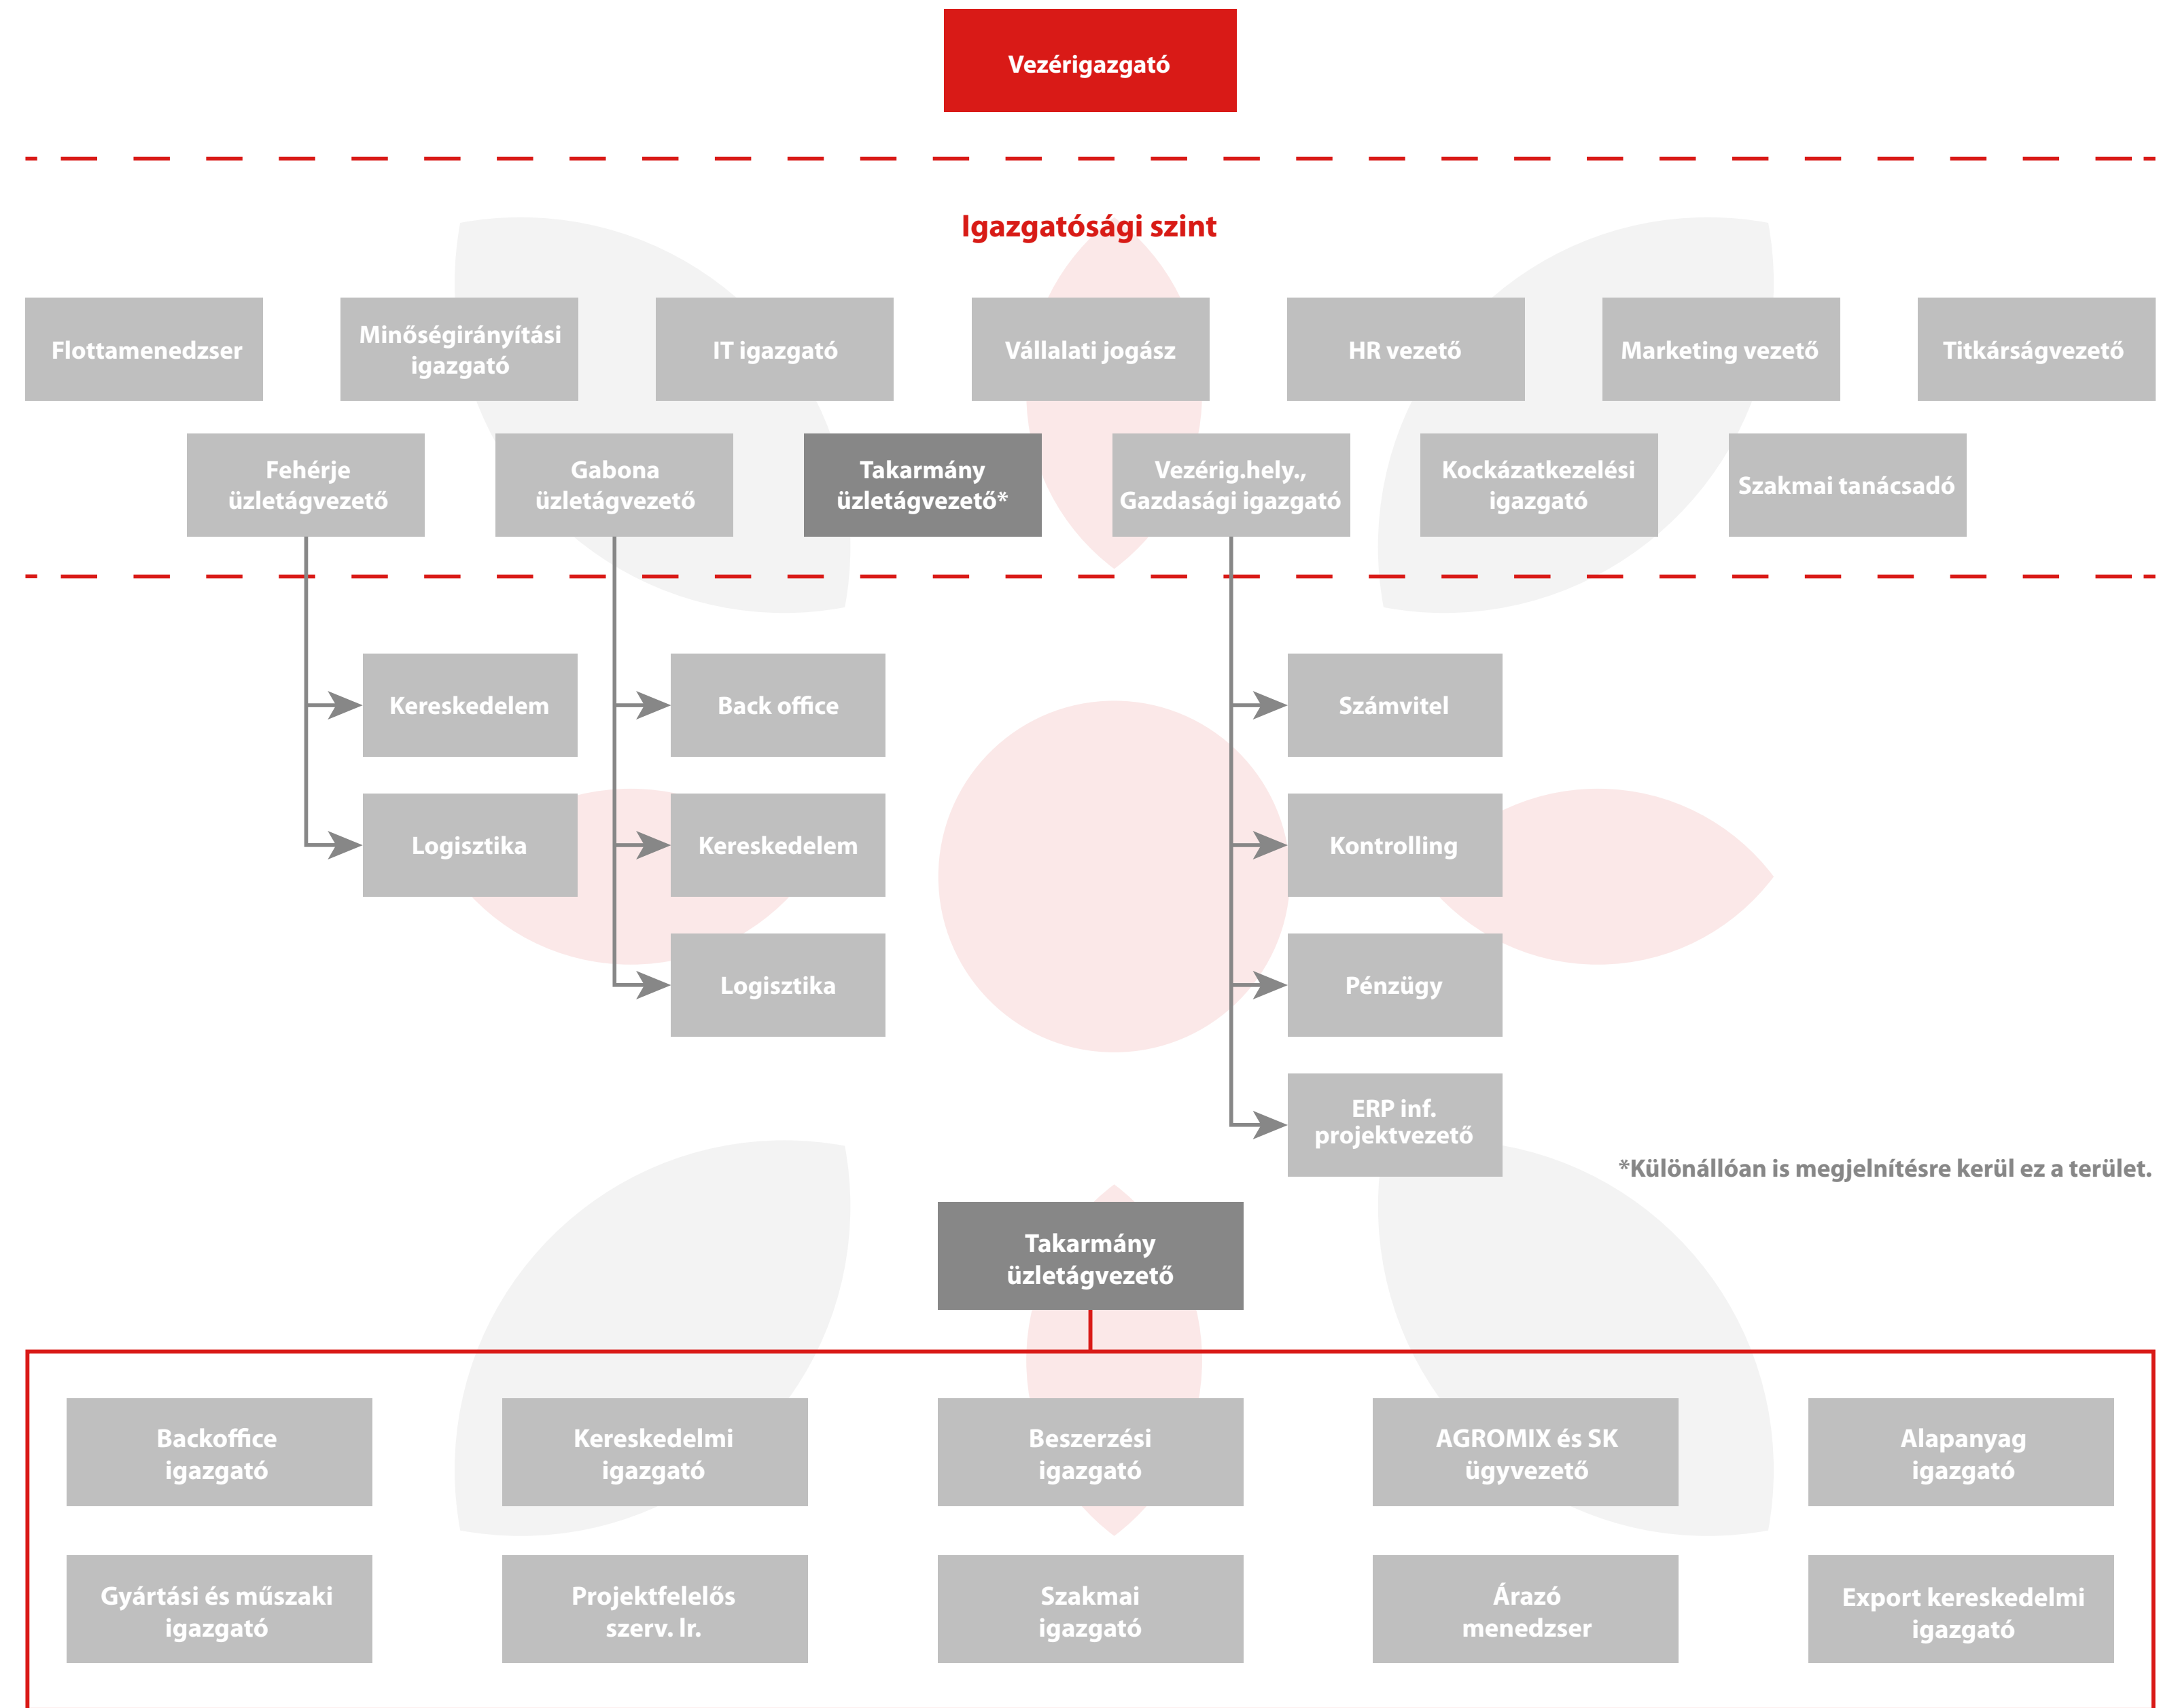 Vezérigazgató
Igazgatósági szint
Flottamenedzser
Minőségirányítási
igazgató
IT igazgató
Vállalati jogász
HR vezető
Marketing vezető
Titkárságvezető
Fehérje
üzletágvezető
Gabona
üzletágvezető
Takarmány
üzletágvezető*
Vezérig.hely.,
Gazdasági igazgató
Kockázatkezelési
igazgató
Szakmai tanácsadó
Kereskedelem
Back office
Számvitel
Logisztika
Kereskedelem
Kontrolling
Logisztika
Pénzügy
ERP inf.
projektvezető
*Különállóan is megjelnítésre kerül ez a terület.
Takarmány
üzletágvezető
Backoffice
igazgató
Kereskedelmi
igazgató
Beszerzési
igazgató
AGROMIX és SK
ügyvezető
Alapanyag
igazgató
Gyártási és műszaki
igazgató
Projektfelelős
szerv. Ir.
Szakmai
igazgató
Árazó
menedzser
Export kereskedelmi
igazgató